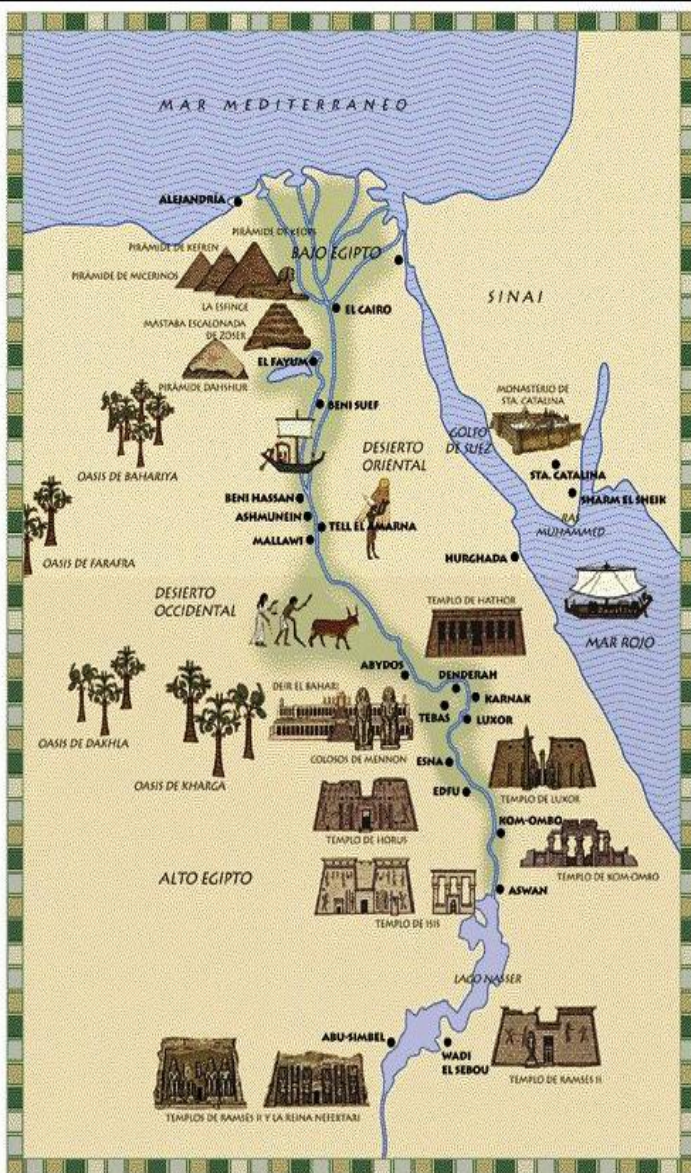 MAR MEDITERRANEO
ALEJANDRÍA
PIRÁMIDE DE KEOPS
PIRÁMIDE DE KEFREN
BAJO EGIPTO
PIRÁMIDE DE MICERINOS
SINAI
LA ESFINGE
EL CAIRO
MASTABA ESCALONADA
DE ZOSER
EL FAYUM
PIRÁMIDE DAHSHUR
MONASTERIO DE
STA. CATALINA
BENI SUEF
GOLFO
DE SUEZ
DESIERTO
ORIENTAL
STA. CATALINA
OASIS DE BAHARIYA
SHARM EL SHEIK
BENI HASSAN
ASHMUNEIN
TELL EL AMARNA
RAS
MUHAMMED
MALLAWI
HURGHADA
OASIS DE FARAFRA
DESIERTO
OCCIDENTAL
TEMPLO DE HATHOR
MAR ROJO
ABYDOS
DENDERAH
DEIR EL BAHARI
KARNAK
TEBAS
LUXOR
OASIS DE DAKHLA
COLOSOS DE MENNON
ESNA
OASIS DE KHARGA
EDFU
TEMPLO DE LUXOR
KOM-OMBO
TEMPLO DE HORUS
TEMPLO DE KOM-OMBO
ALTO EGIPTO
ASWAN
TEMPLO DE ISIS
LAGO NASSER
ABU-SIMBEL
WADI
EL SEBOU
TEMPLO DE RAMSES II
TEMPLOS DE RAMSES II Y LA REINA NEFERTARI